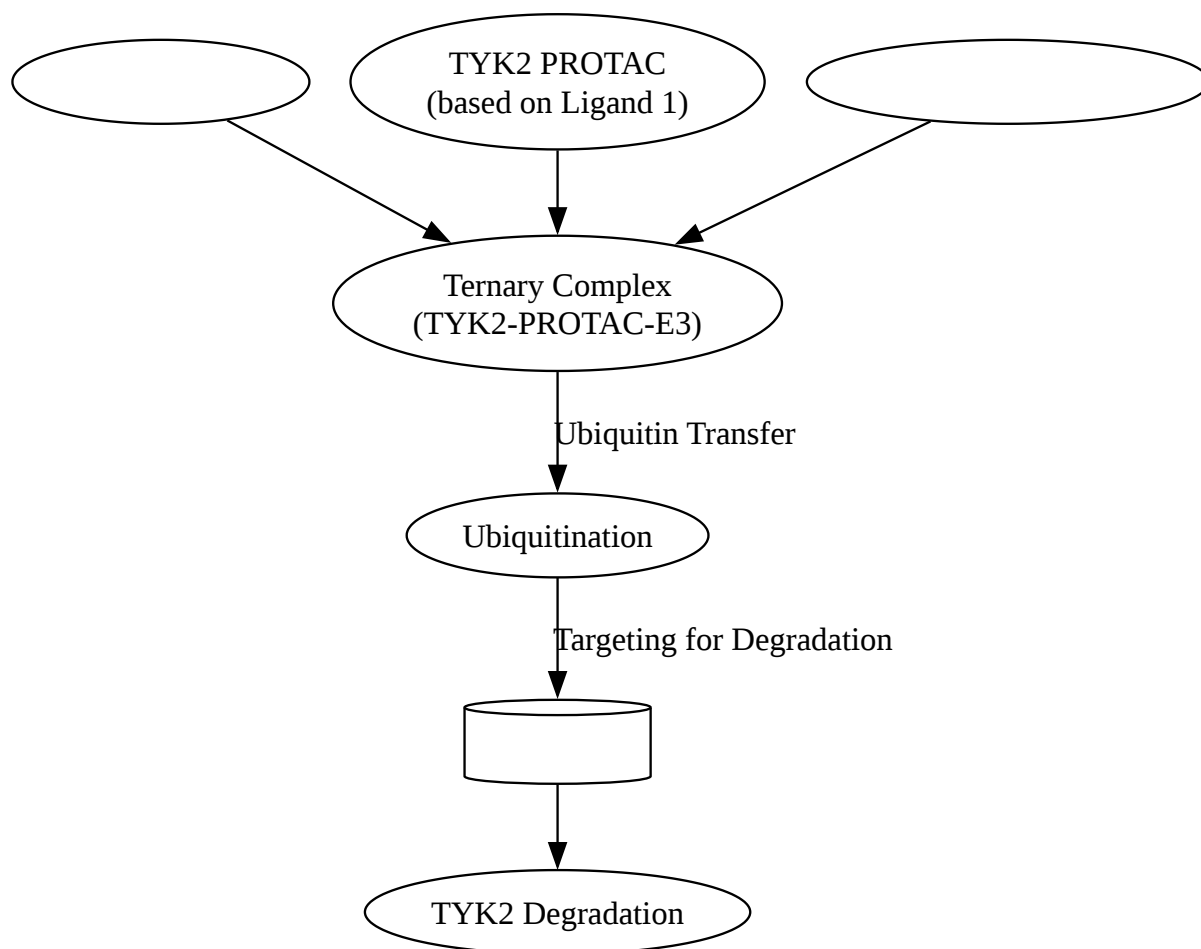 TYK2 PROTAC
(based on Ligand 1)
Ternary Complex
(TYK2-PROTAC-E3)
Ubiquitin Transfer
Ubiquitination
Targeting for Degradation
TYK2 Degradation